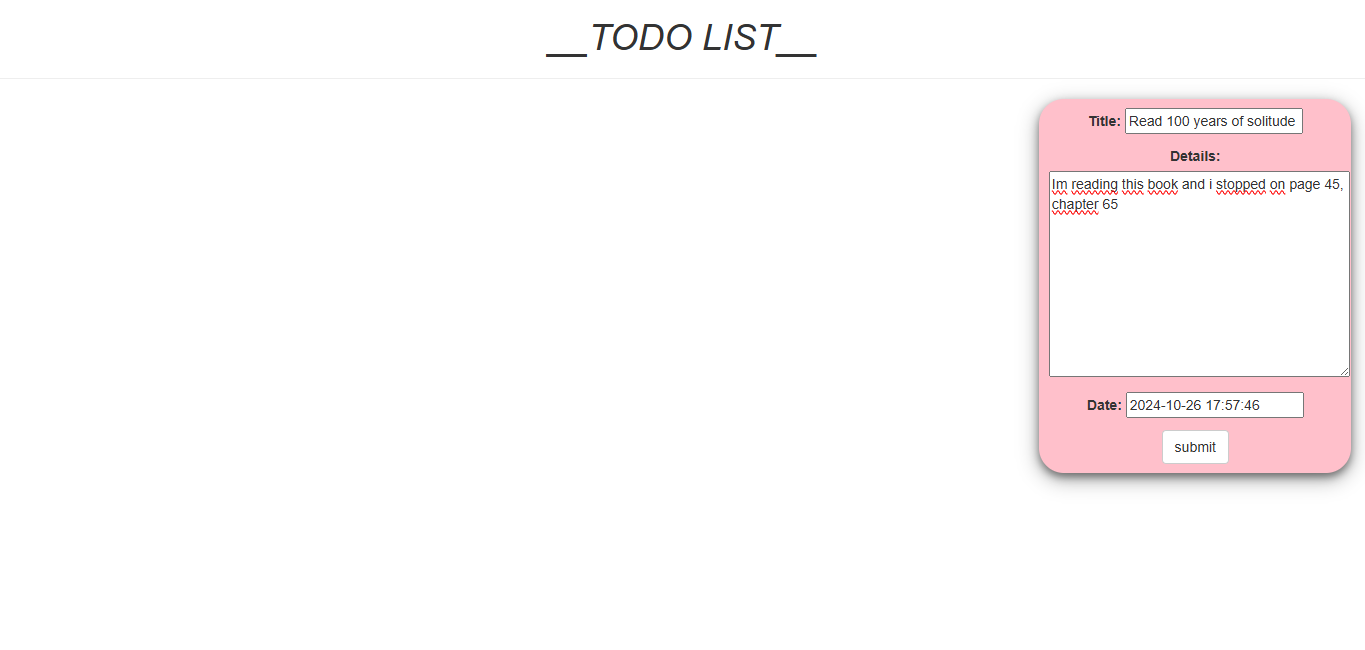 __TODO LIST__
Title: Read 100 years of solitude
Details:
Im reading this book and i stopped on page 45,
chapter 65
Date: 2024-10-26 17:57:46
submit